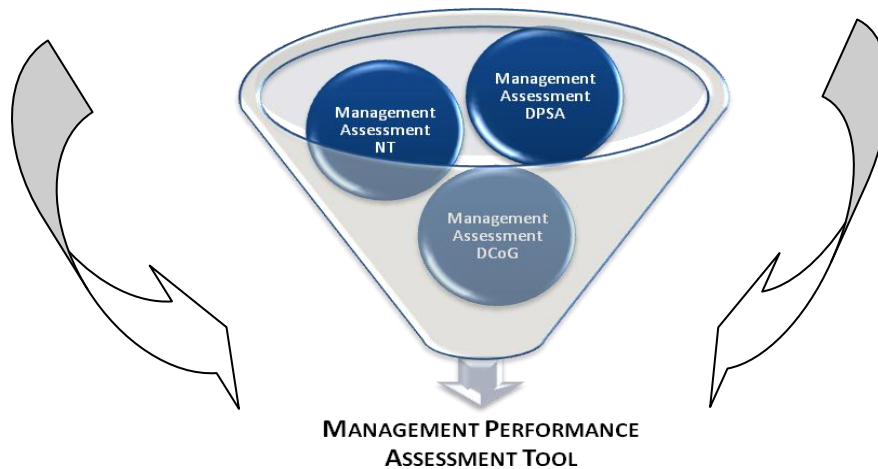 Management
Assessment
DPSA
Management
Assessment
NT
Management
Assessment
DCoG
MANAGEMENT PERFORMANCE
ASSESSMENT TOOL